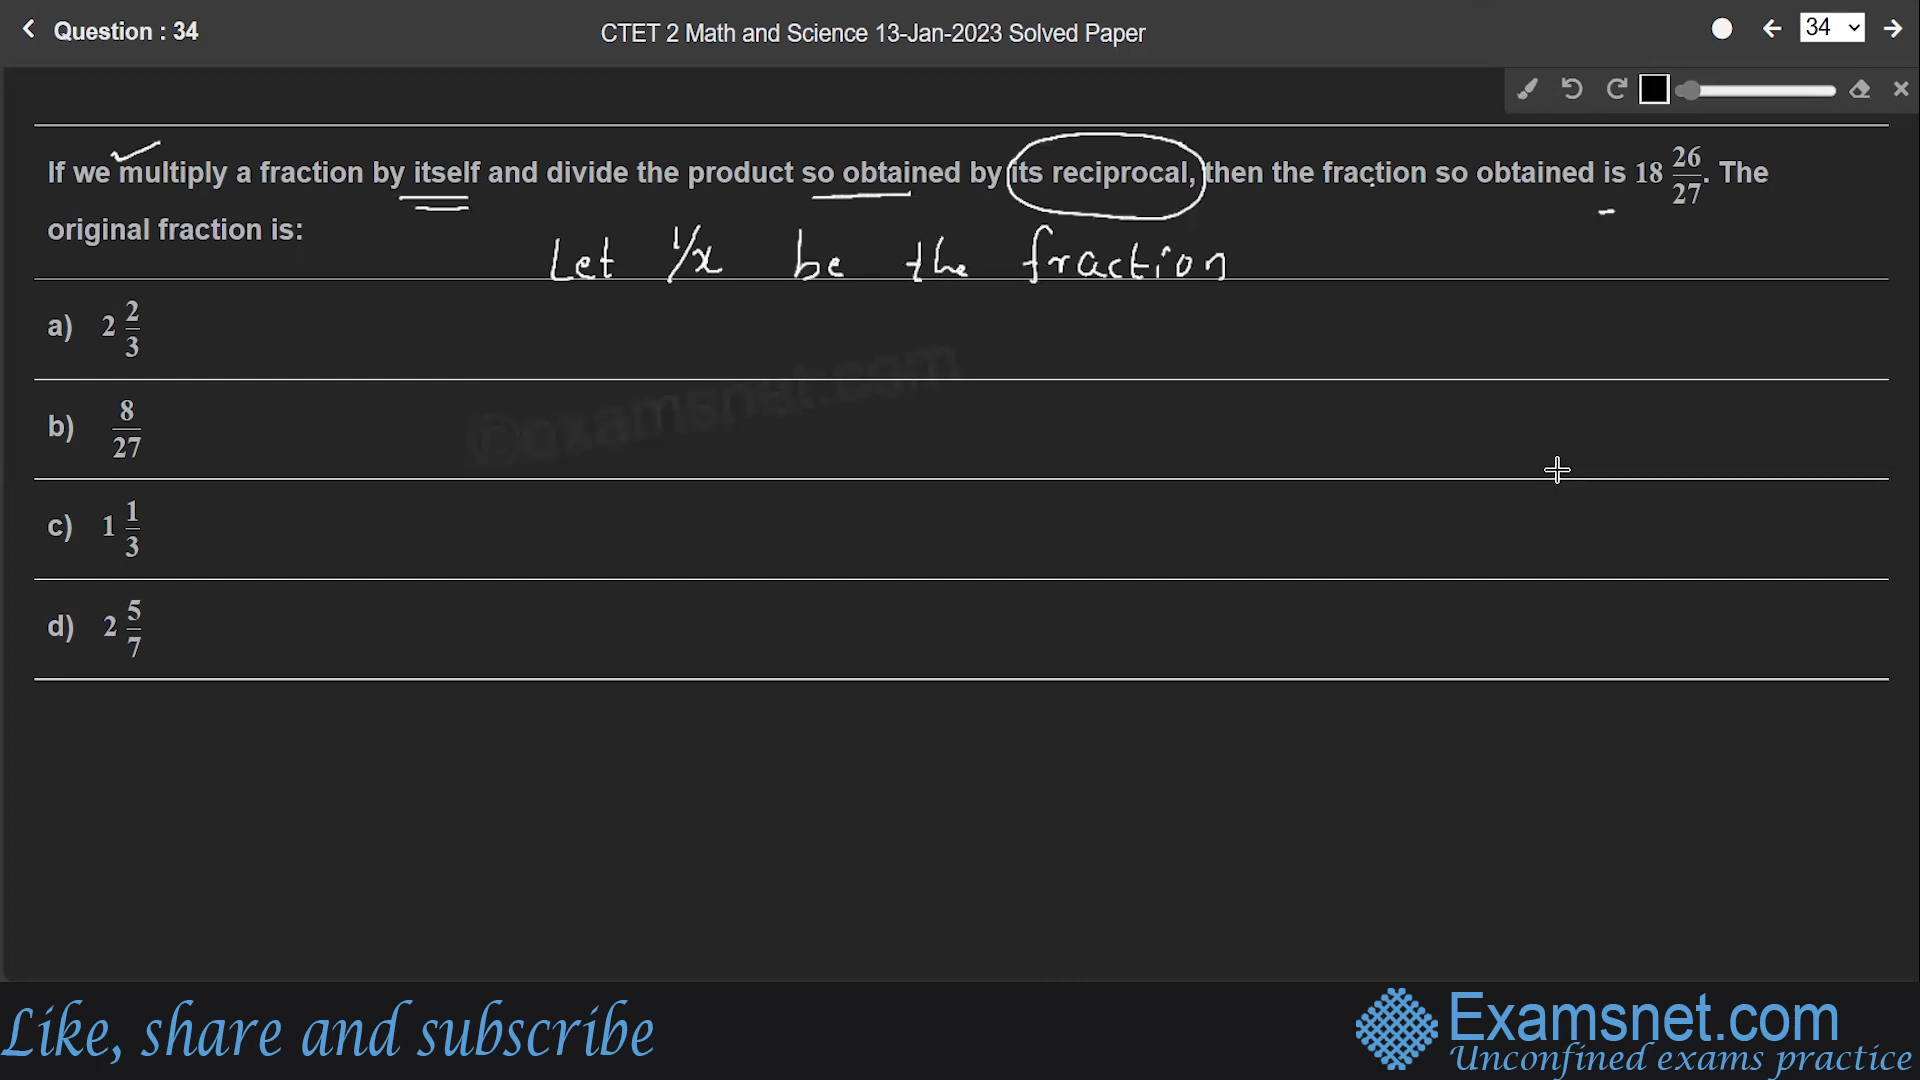 Question : 34
CTET 2 Math and Science 13-Jan-2023 Solved Paper
34
If we multiply a fraction by itself and divide the product so obtained by its reciprocal, then the fraction so obtained is 18 26/27. The
original fraction is:
Let 1/x be the fraction
a) 2 2/3
©examsnet.com
b) 8/27
c) 1 1/3
d) 2 5/7
Like, share and subscribe
Examsnet.com
Unconfined exams practice